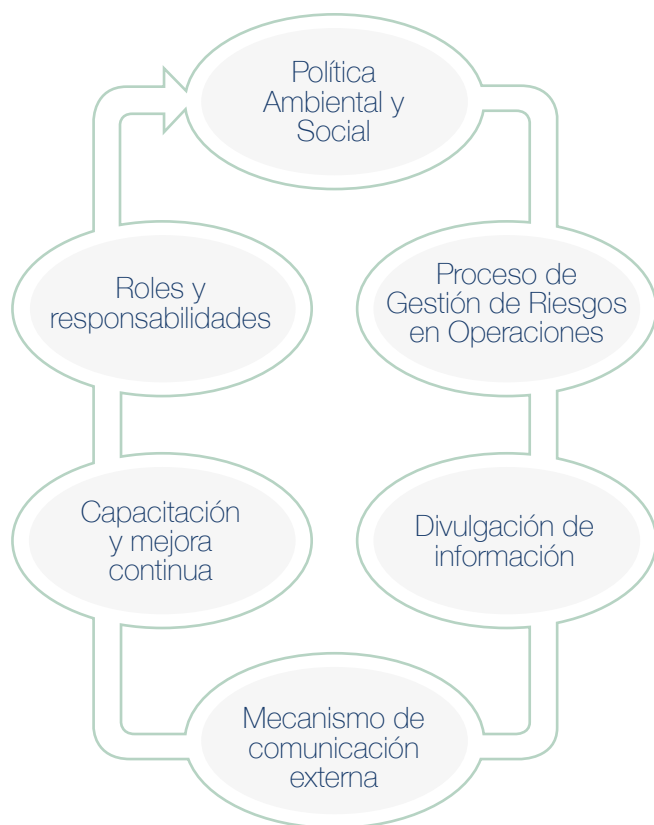 Política
Ambiental y
Social
Proceso de
Gestión de Riesgos
en Operaciones
Divulgación de
información
Mecanismo de
comunicación
externa
Capacitación
y mejora
continua
Roles y
responsabilidades